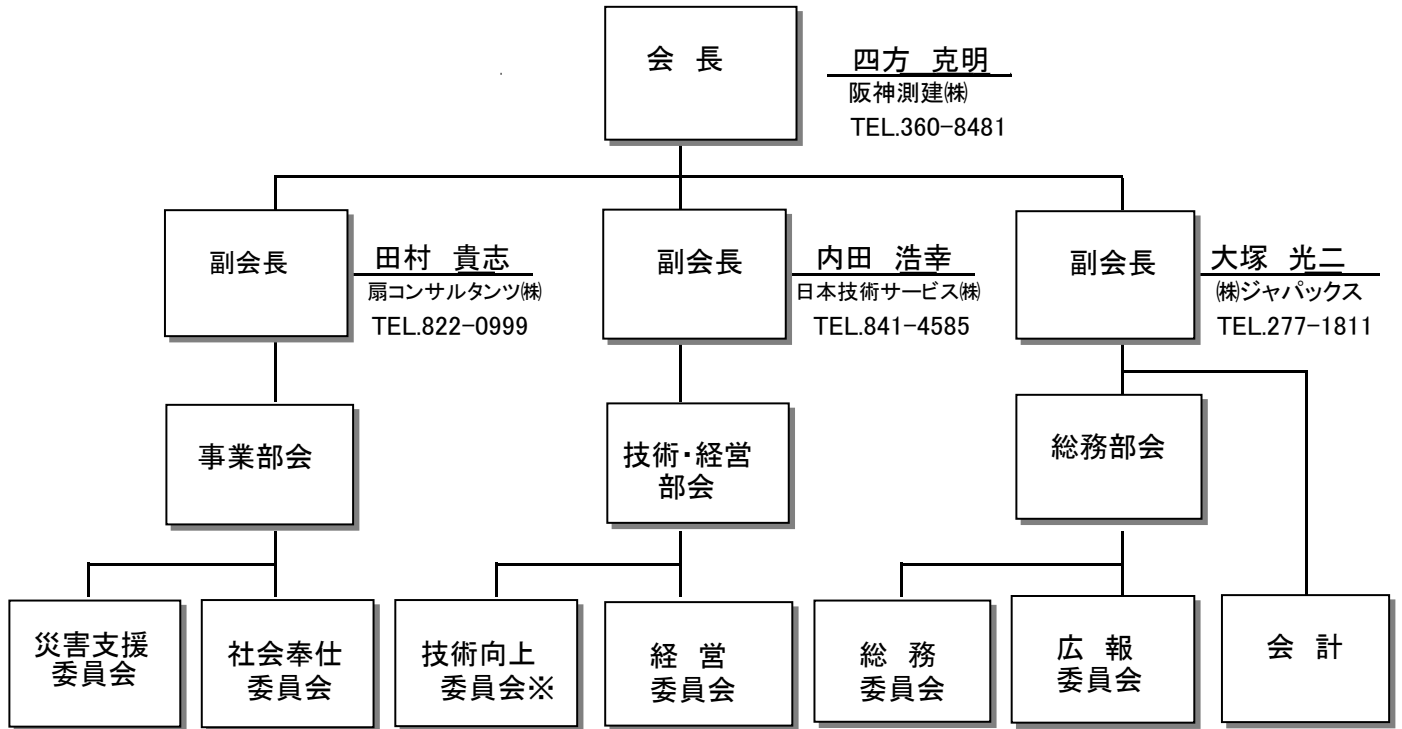 会 長
四方 克明
阪神測建㈱
TEL.360-8481
副会長
田村 貴志
扇コンサルタンツ㈱
TEL.822-0999
副会長
内田 浩幸
日本技術サービス㈱
TEL.841-4585
副会長
大塚 光二
㈱ジャパックス
TEL.277-1811
事業部会
技術・経営
部会
総務部会
災害支援
委員会
社会奉仕
委員会
技術向上
委員会※
経 営
委員会
総 務
委員会
広 報
委員会
会 計